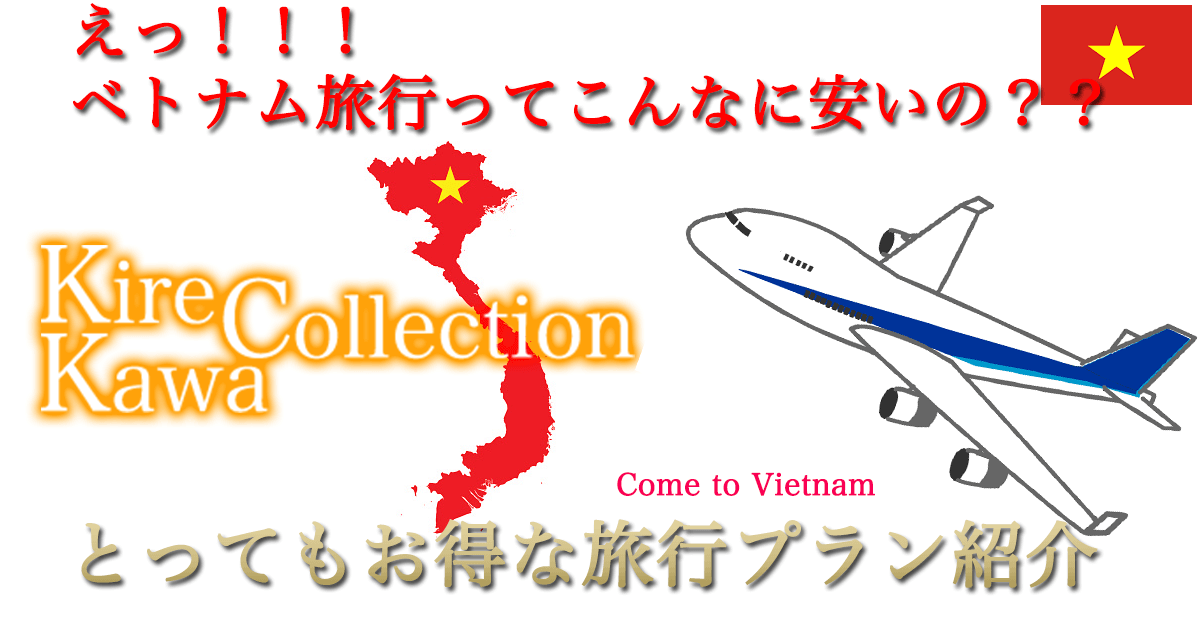 えっ！！！
ベトナム旅行ってこんなに安いの？？
Kire Collection
Kawa
Come to Vietnam
とってもお得な旅行プラン紹介